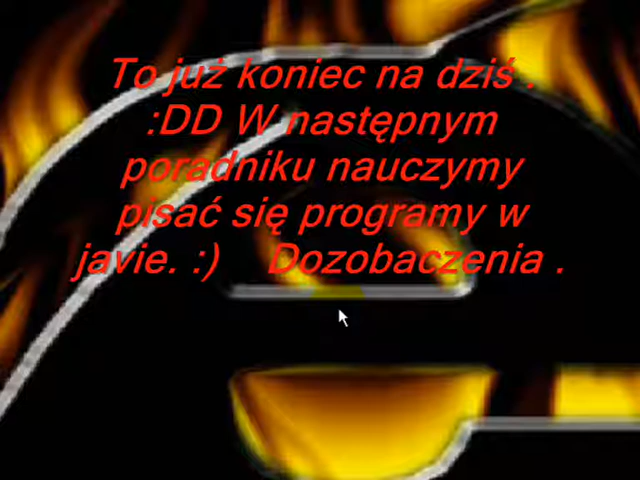 To już koniec na dziś .
:DD W następnym
poradniku nauczymy
pisać się programy w
javie. :) Dozobaczenia .